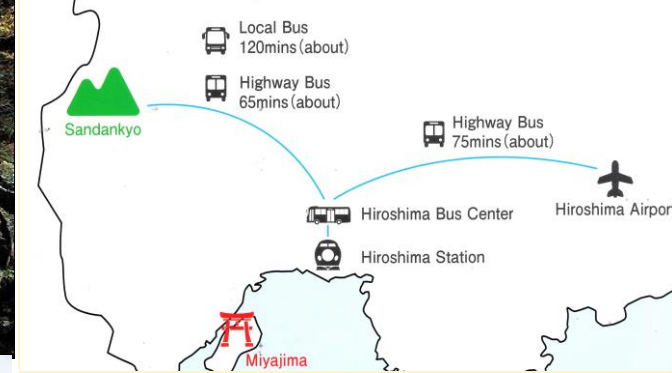 Local Bus
120mins(about)
Highway Bus
65mins(about)
Sandankyo
Highway Bus
75mins(about)
Hiroshima Bus Center
Hiroshima Airpor
Hiroshima Station
Miyajima